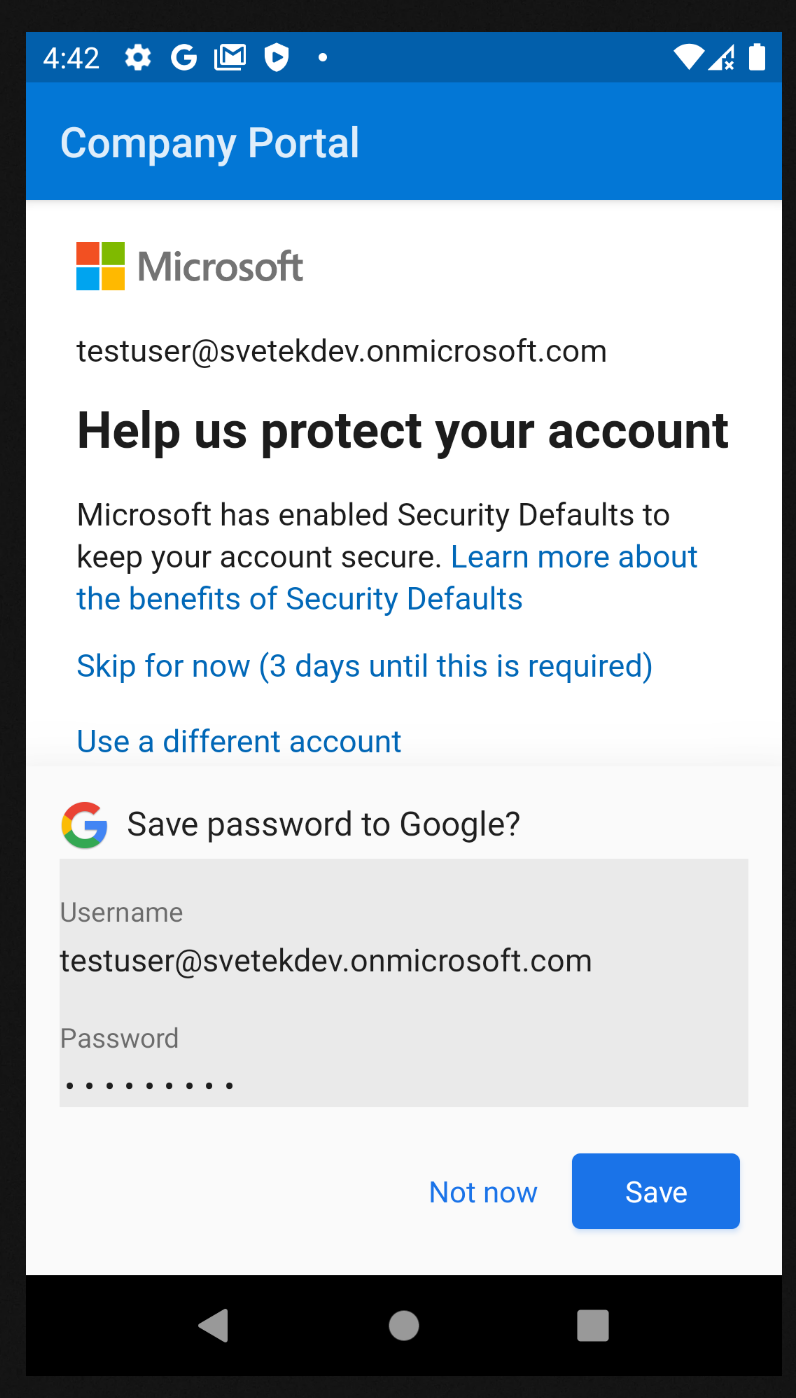 4:42
Company Portal
Microsoft
testuser@svetekdev.onmicrosoft.com
Help us protect your account
Microsoft has enabled Security Defaults to
keep your account secure. Learn more about
the benefits of Security Defaults
Skip for now (3 days until this is required)
Use a different account
Save password to Google?
Username
testuser@svetekdev.onmicrosoft.com
Password
•••••••••
Not now Save